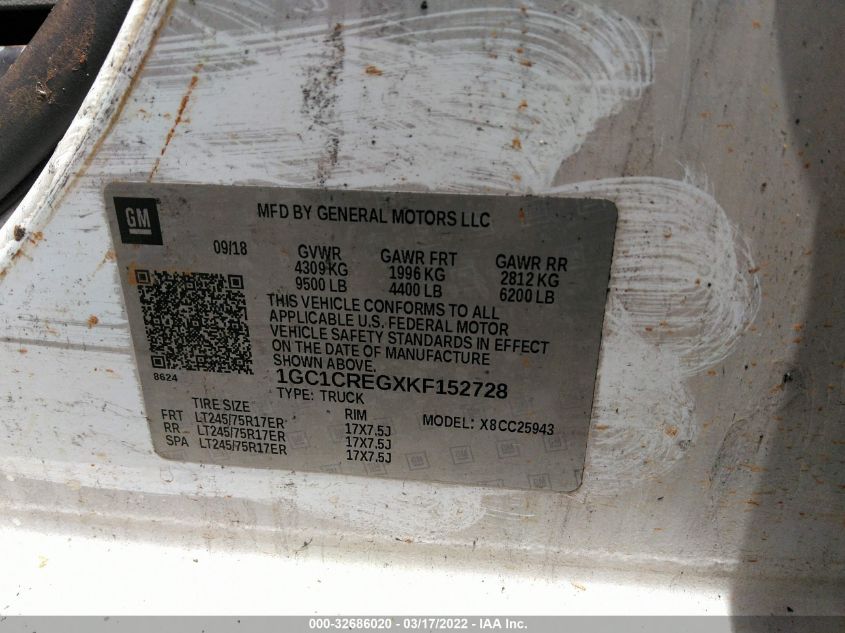 GM
MFD BY GENERAL MOTORS LLC
09/18
GVWR
4309 KG
9500 LB
GAWR FRT
1996 KG
4400 LB
GAWR RR
2812 KG
6200 LB
THIS VEHICLE CONFORMS TO ALL
APPLICABLE U.S. FEDERAL MOTOR
VEHICLE SAFETY STANDARDS IN EFFECT
ON THE DATE OF MANUFACTURE
SHOWN ABOVE.
8624
1GC1CREGXKF152728
TYPE: TRUCK
TIRE SIZE RIM MODEL: X8CC25943
FRT LT245/75R17ER 17X7.5J
RR LT245/75R17ER 17X7.5J
SPA LT245/75R17ER 17X7.5J
000-32686020 - 03/17/2022 - IAA Inc.